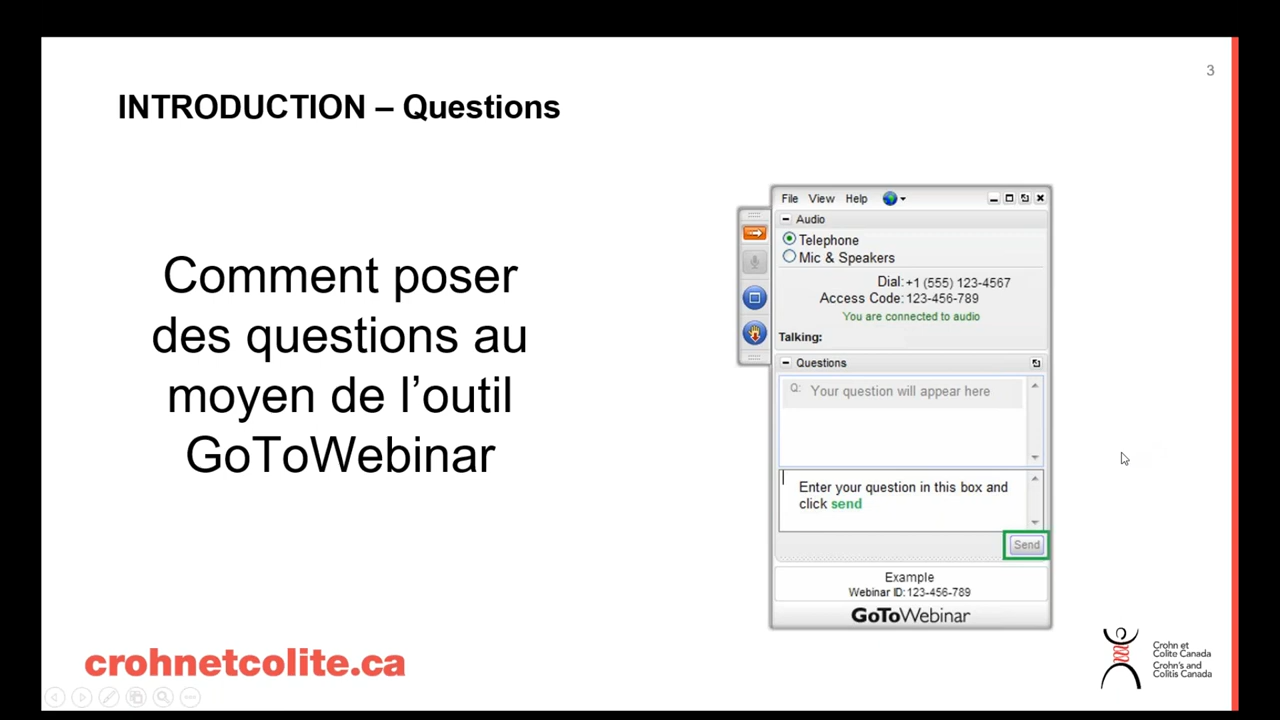 3
INTRODUCTION – Questions
Comment poser
des questions au
moyen de l’outil
GoToWebinar
File View Help
Audio
Telephone
Mic & Speakers
Dial: +1 (555) 123-4567
Access Code: 123-456-789
You are connected to audio
Talking:
Questions
Q: Your question will appear here
Enter your question in this box and
click send
Send
Example
Webinar ID: 123-456-789
GoToWebinar
crohnetcolite.ca
Crohn et
Colite Canada
Crohn's and
Colitis Canada